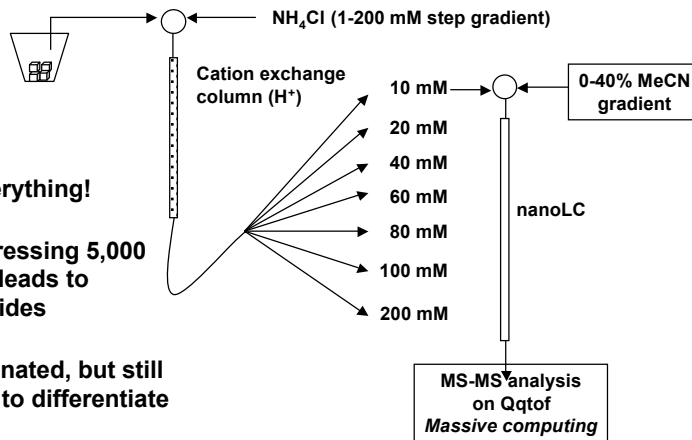 NH₄Cl (1-200 mM step gradient)
Cation exchange
column (H⁺)
10 mM
20 mM
40 mM
60 mM
80 mM
100 mM
200 mM
0-40% MeCN
gradient
nanoLC
MS-MS analysis
on Qqtof
Massive computing
erything!
ressing 5,000
leads to
ides
nated, but still
to differentiate